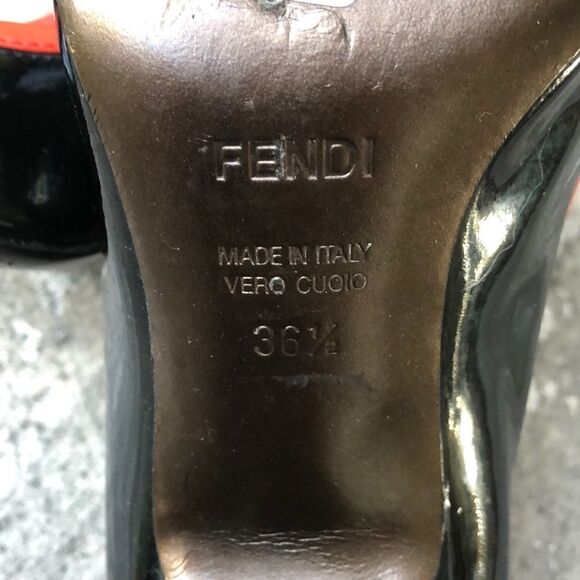 FENDI
MADE IN ITALY
VERO CUOIO
36½